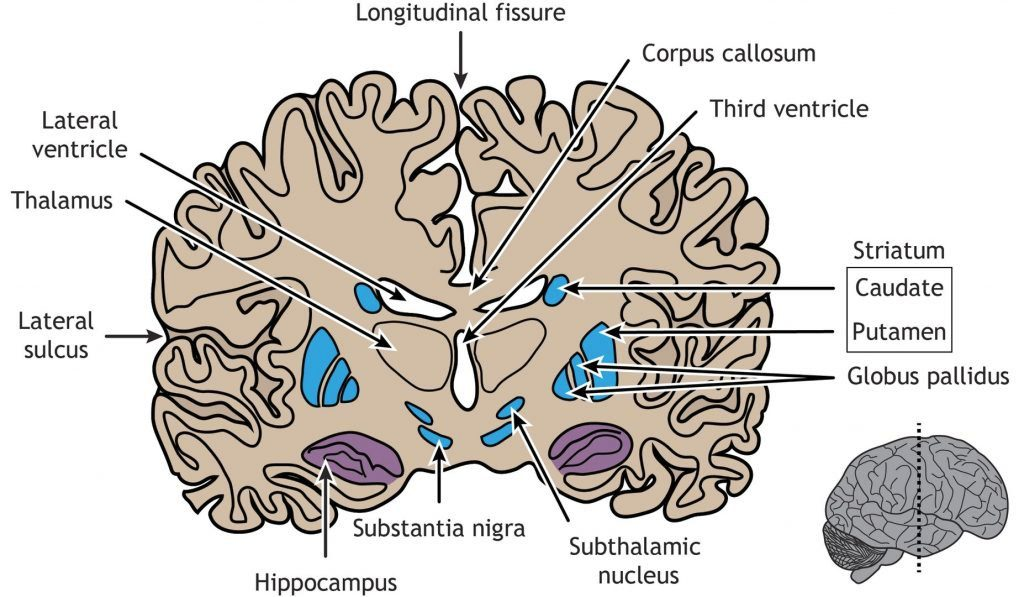 Longitudinal fissure
Corpus callosum
Third ventricle
Lateral
ventricle
Thalamus
Lateral
sulcus
Striatum
Caudate
Putamen
Globus pallidus
Substantia nigra
Subthalamic
nucleus
Hippocampus